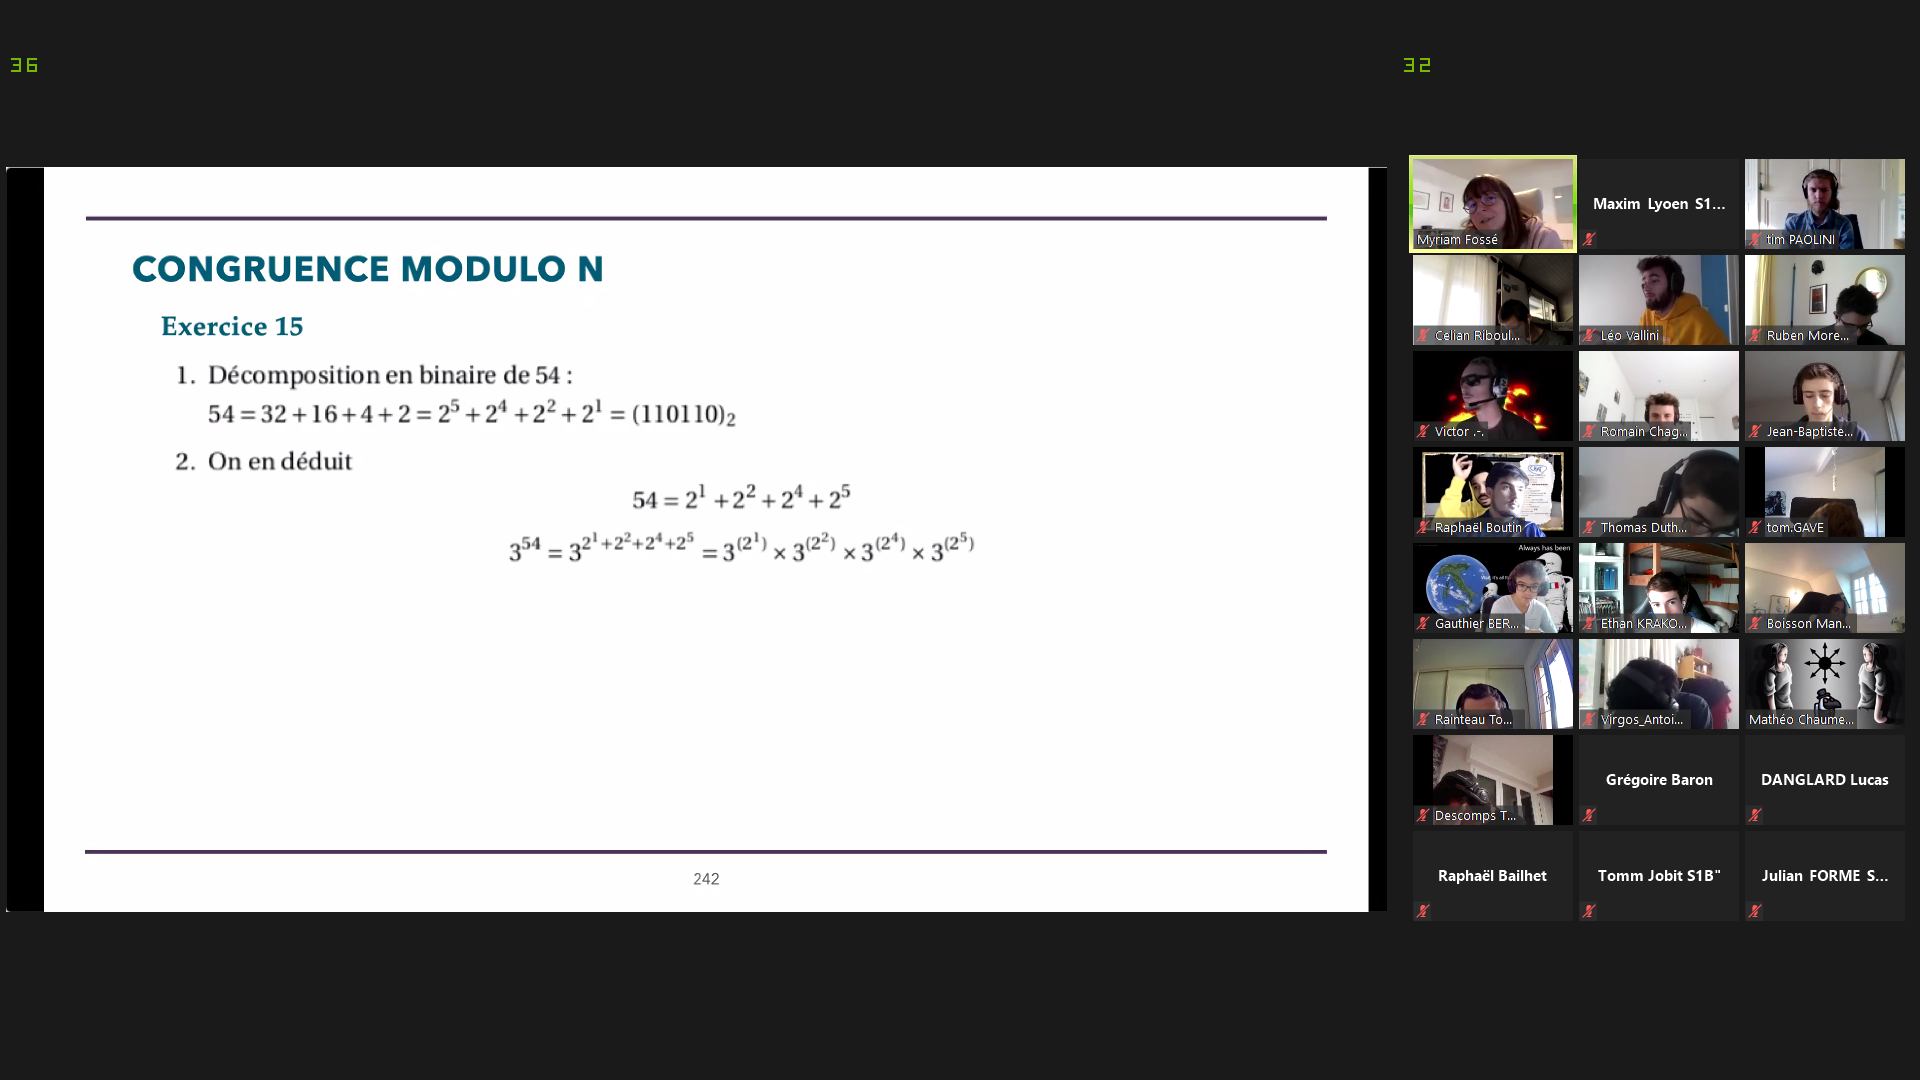 36
32
CONGRUENCE MODULO N
Exercice 15
1. Décomposition en binaire de 54 :
54 = 32 + 16 + 4 + 2 = 2^5 + 2^4 + 2^2 + 2^1 = (110110)_2
2. On en déduit
54 = 2^1 + 2^2 + 2^4 + 2^5
3^54 = 3^{2^1+2^2+2^4+2^5} = 3^(2^1) × 3^(2^2) × 3^(2^4) × 3^(2^5)
242
Myriam Fossé
Maxim Lyoen S1...
tim PAOLINI
Celian Riboul...
Léo Vallini
Ruben More...
Victor .-.
Romain Chag...
Jean-Baptiste...
Raphaël Boutin
Thomas Duth...
tom.GAVE
Always has been
Gauthier BER...
Ethan KRAKO...
Boisson Man...
Rainteau To...
Virgos_Antoi...
Mathéo Chaume...
Descomps T...
Grégoire Baron
DANGLARD Lucas
Raphaël Bailhet
Tomm Jobit S1B"
Julian FORME S...